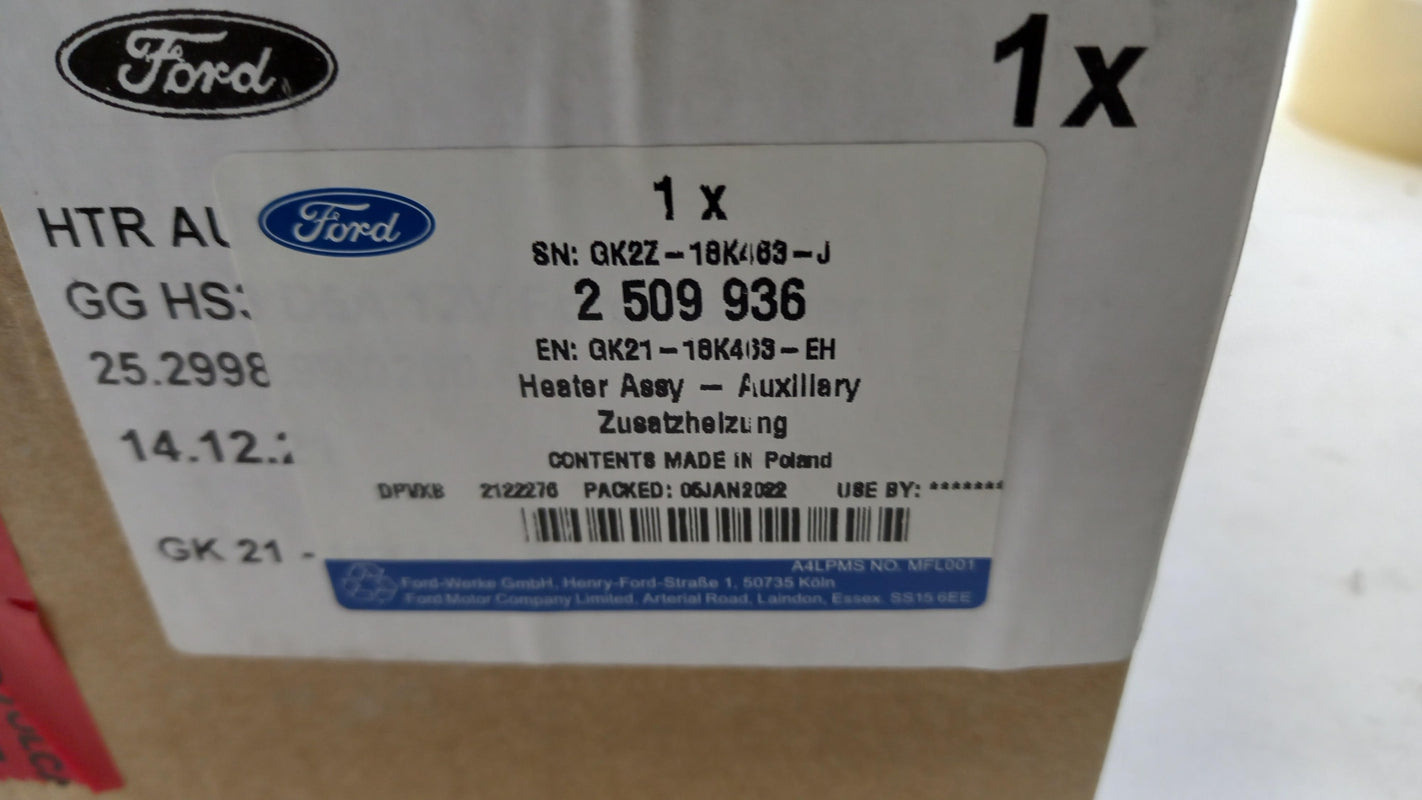 Ford
1x
HTR AU
GG HS3
25.2998
14.12.2
GK 21 -
Ford
1 x
SN: GK2Z-18K463-J
2 509 936
EN: GK21-18K463-EH
Heater Assy - Auxiliary
Zusatzheizung
CONTENTS MADE IN Poland
2122276 PACKED: 05JAN2022 USE BY: *******
A4LPMS NO. MFL001
Ford-Werke GmbH, Henry-Ford-Straße 1, 50735 Köln
Ford Motor Company Limited, Arterial Road, Laindon, Essex SS15 6EE